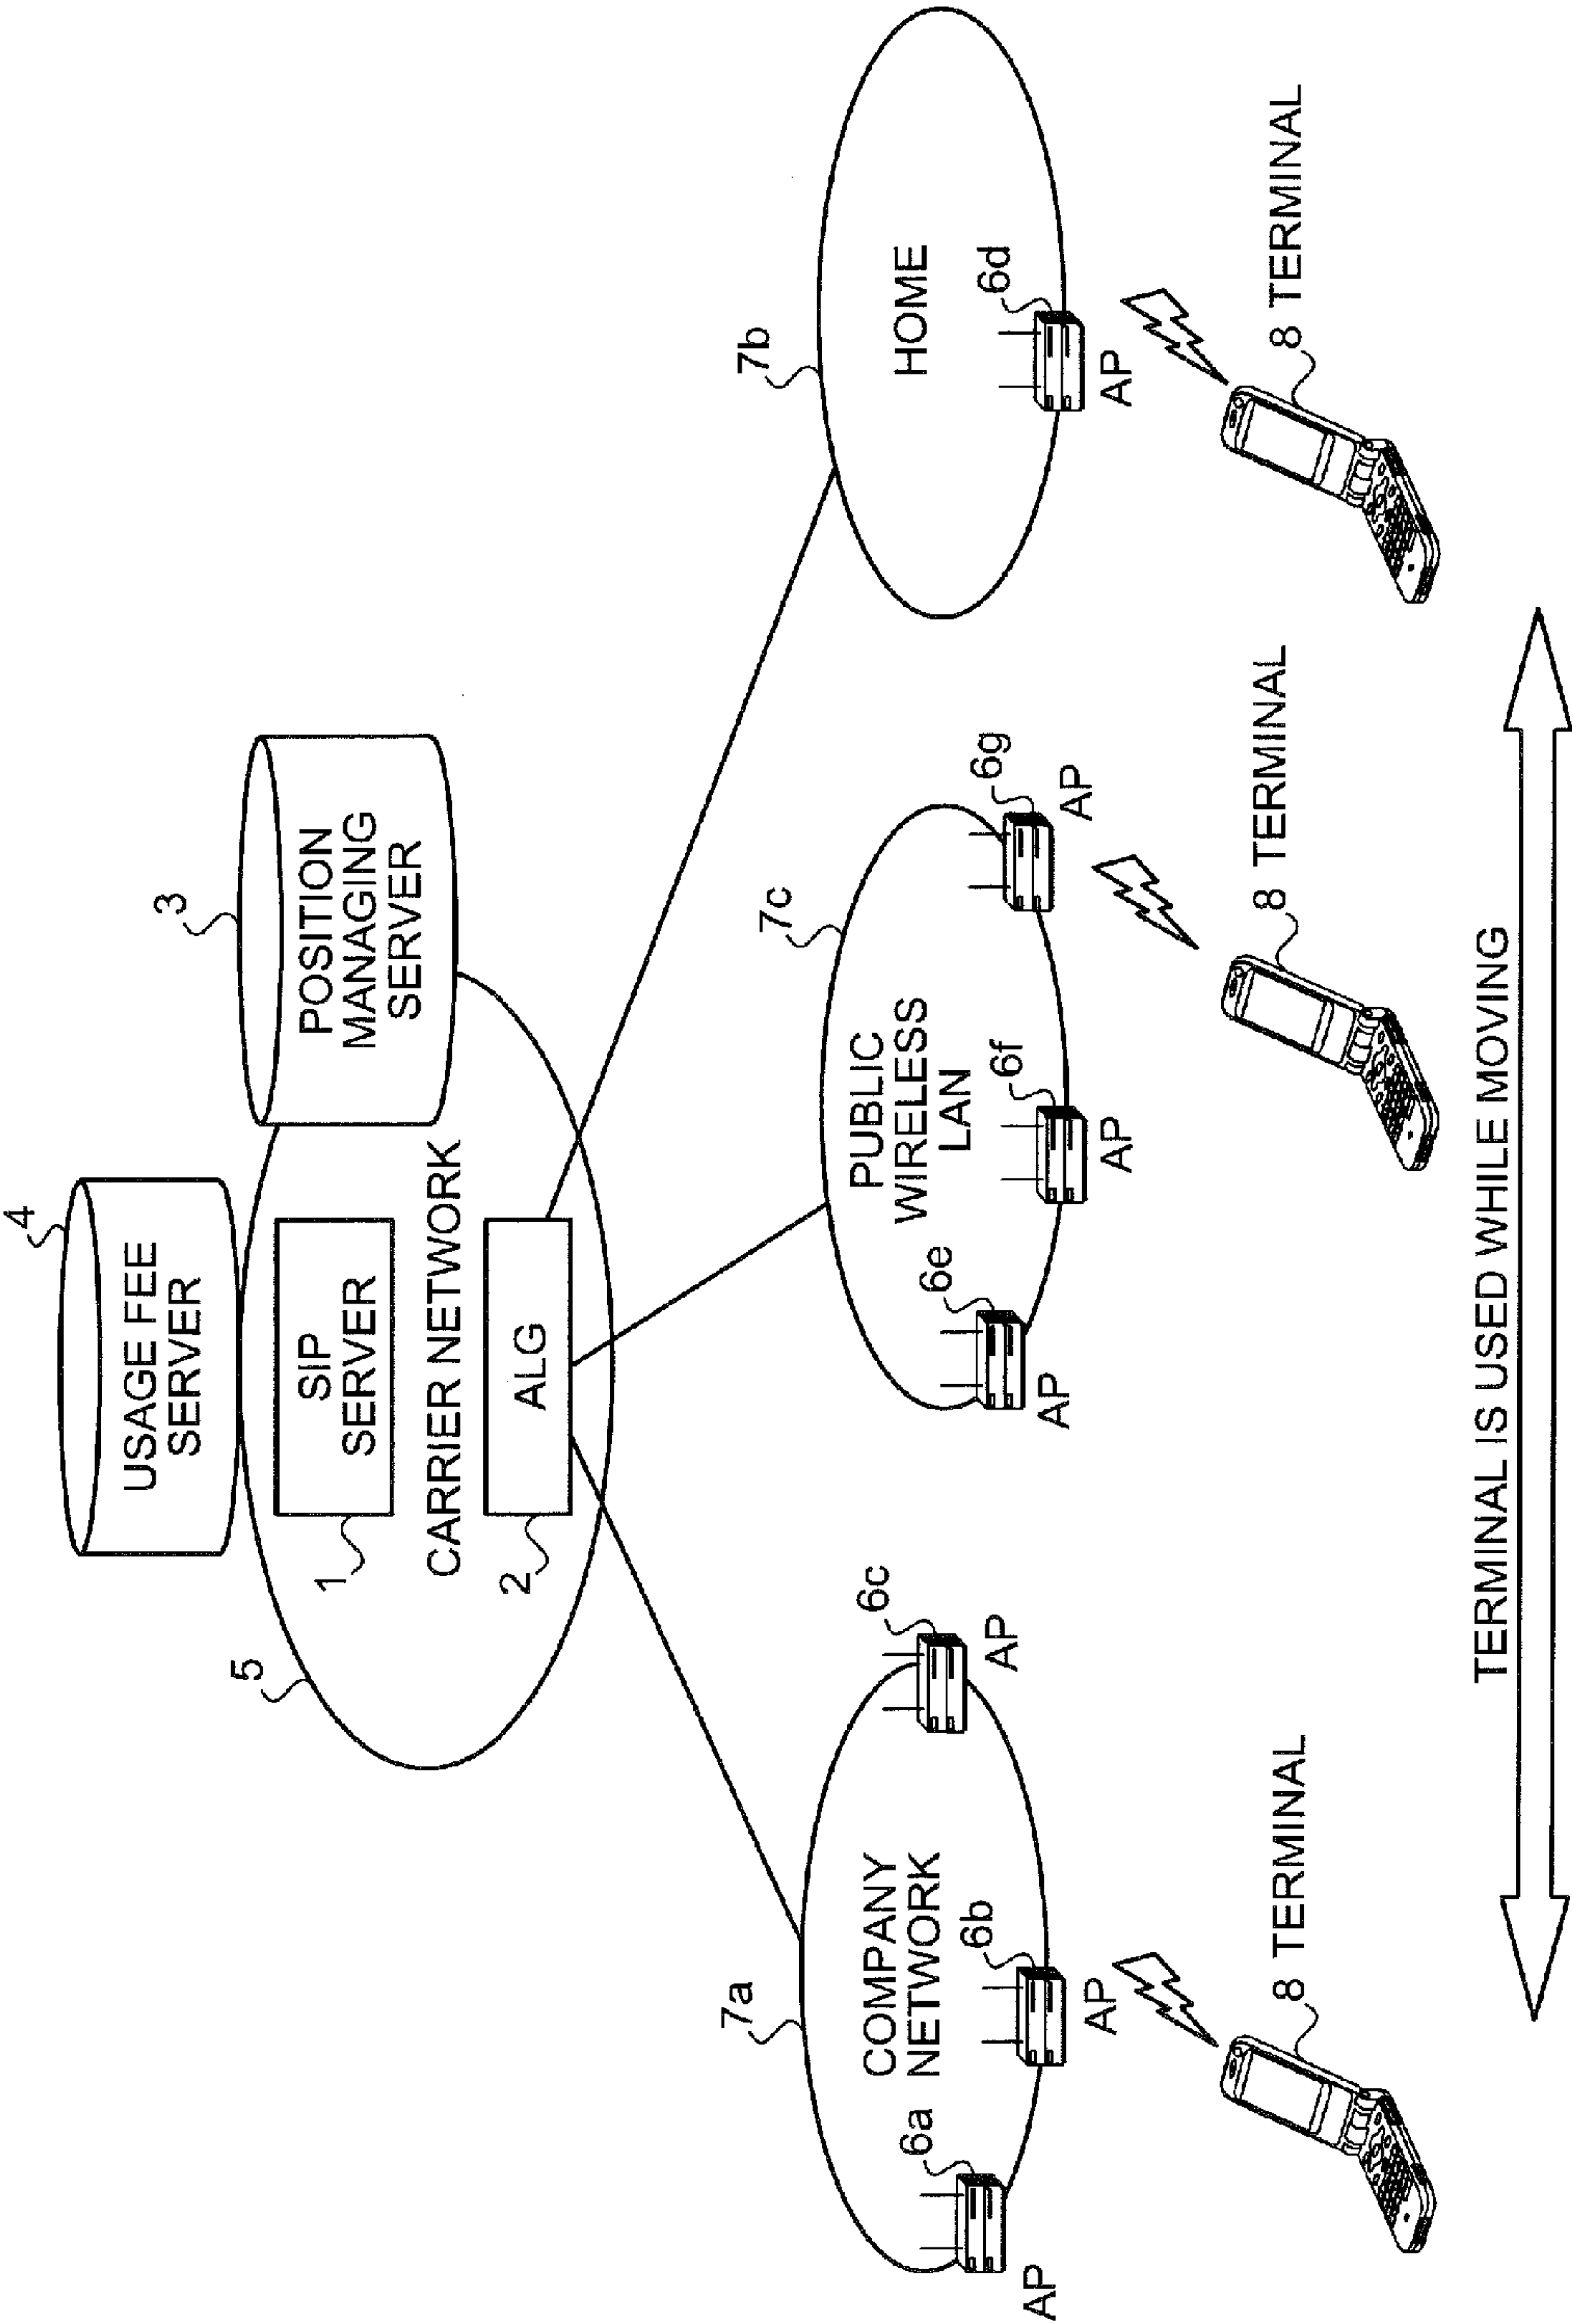 4
USAGE FEE
SERVER
3
POSITION
MANAGING
SERVER
5
1
SIP
SERVER
CARRIER NETWORK
2
ALG
7a
COMPANY
NETWORK
6a
AP
6b
AP
6c
AP
7c
PUBLIC
WIRELESS
LAN
6e
AP
6f
AP
6g
AP
7b
HOME
6d
AP
8 TERMINAL
8 TERMINAL
8 TERMINAL
TERMINAL IS USED WHILE MOVING